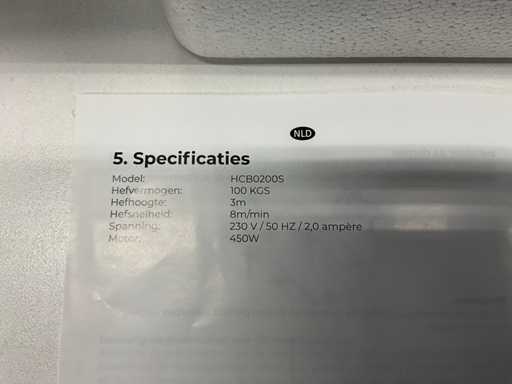 NLD
5. Specificaties
Model: HCB0200S
Hefvermogen: 100 KGS
Hefhoogte: 3m
Hefsnelheid: 8m/min
Spanning: 230 V / 50 HZ / 2,0 ampère
Motor: 450W